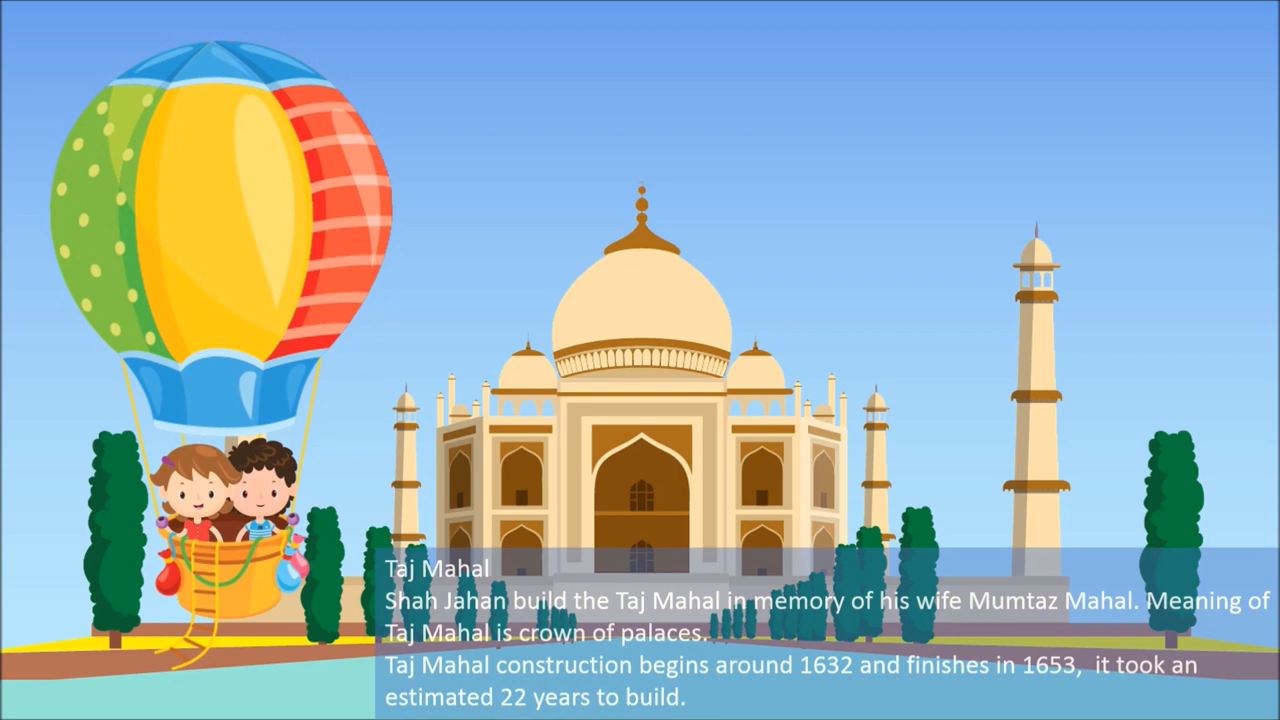 Taj Mahal
Shah Jahan build the Taj Mahal in memory of his wife Mumtaz Mahal. Meaning of
Taj Mahal is crown of palaces.
Taj Mahal construction begins around 1632 and finishes in 1653,  it took an
estimated 22 years to build.